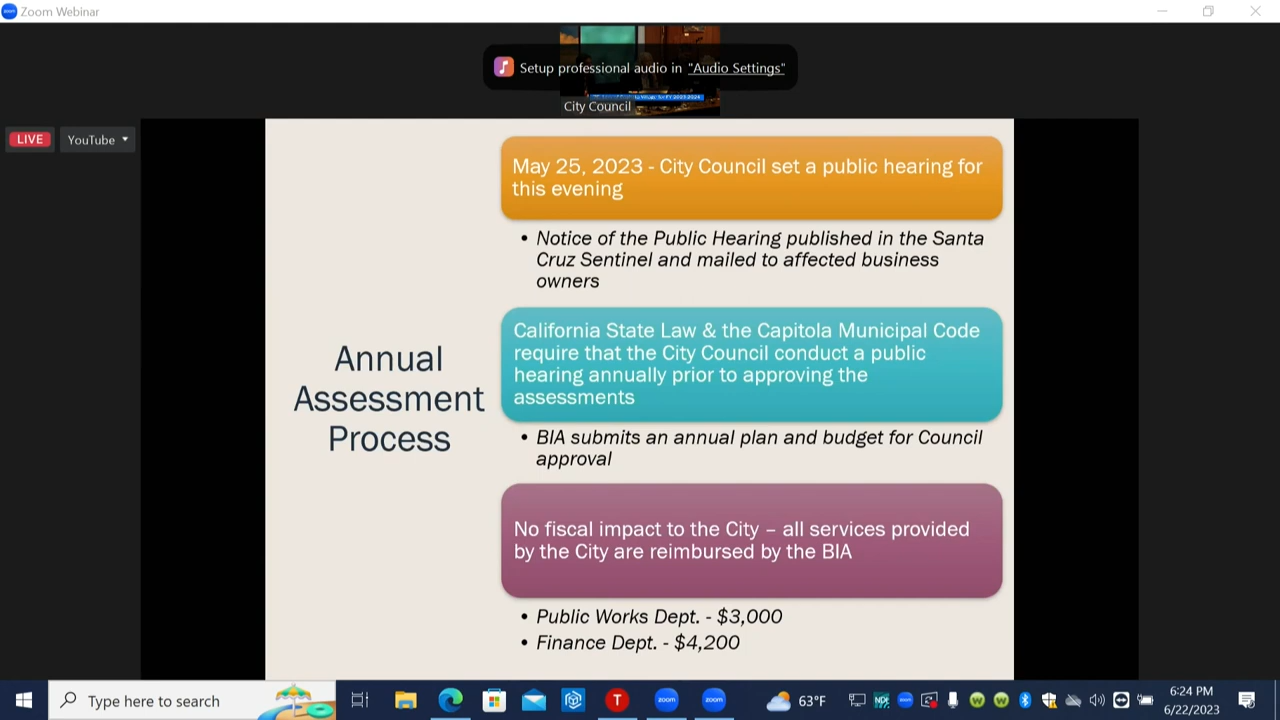 Zoom Webinar
Setup professional audio in "Audio Settings"
City Council
LIVE
YouTube
May 25, 2023 - City Council set a public hearing for
this evening
• Notice of the Public Hearing published in the Santa
Cruz Sentinel and mailed to affected business
owners
Annual
Assessment
Process
California State Law & the Capitola Municipal Code
require that the City Council conduct a public
hearing annually prior to approving the
assessments
• BIA submits an annual plan and budget for Council
approval
No fiscal impact to the City – all services provided
by the City are reimbursed by the BIA
• Public Works Dept. - $3,000
• Finance Dept. - $4,200
Type here to search
T
zoom
zoom
63°F
NDI
6:24 PM
6/22/2023